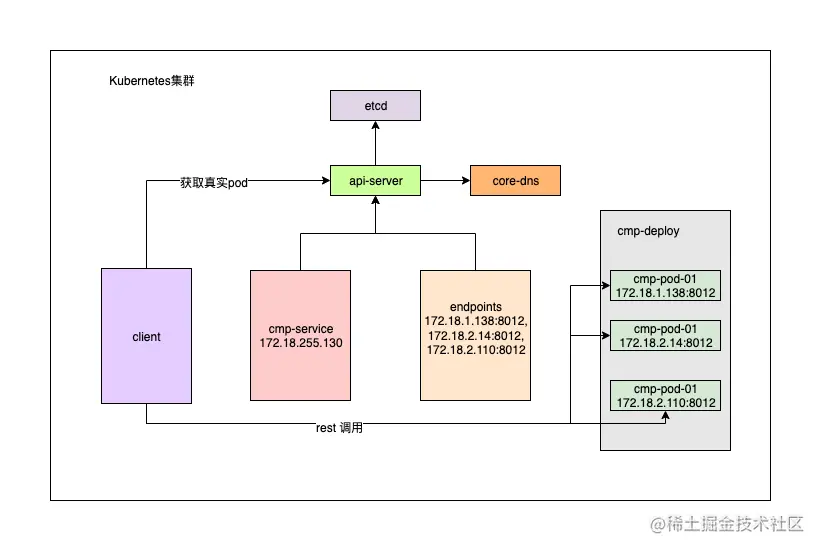 Kubernetes集群
etcd
获取真实pod
api-server
core-dns
cmp-deploy
client
cmp-service
172.18.255.130
endpoints
172.18.1.138:8012,
172.18.2.14:8012,
172.18.2.110:8012
cmp-pod-01
172.18.1.138:8012
cmp-pod-01
172.18.2.14:8012
cmp-pod-01
172.18.2.110:8012
rest 调用
@稀土掘金技术社区